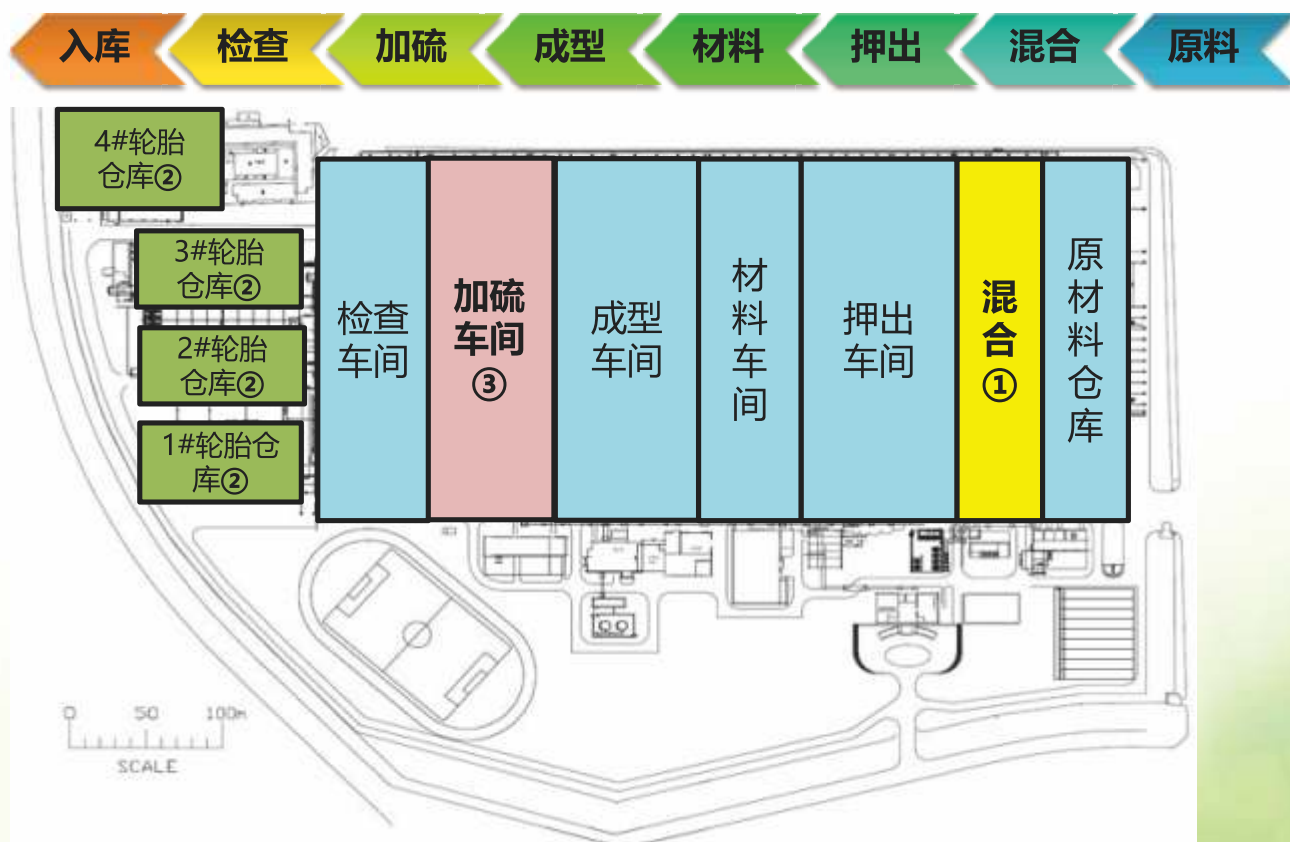 入库 检查 加硫 成型 材料 押出 混合 原料
4#轮胎
仓库②
3#轮胎
仓库②
2#轮胎
仓库②
1#轮胎仓
库②
检查
车间
加硫
车间
③
成型
车间
材
料
车
间
押出
车间
混
合
①
原
材
料
仓
库
0 50 100m
SCALE